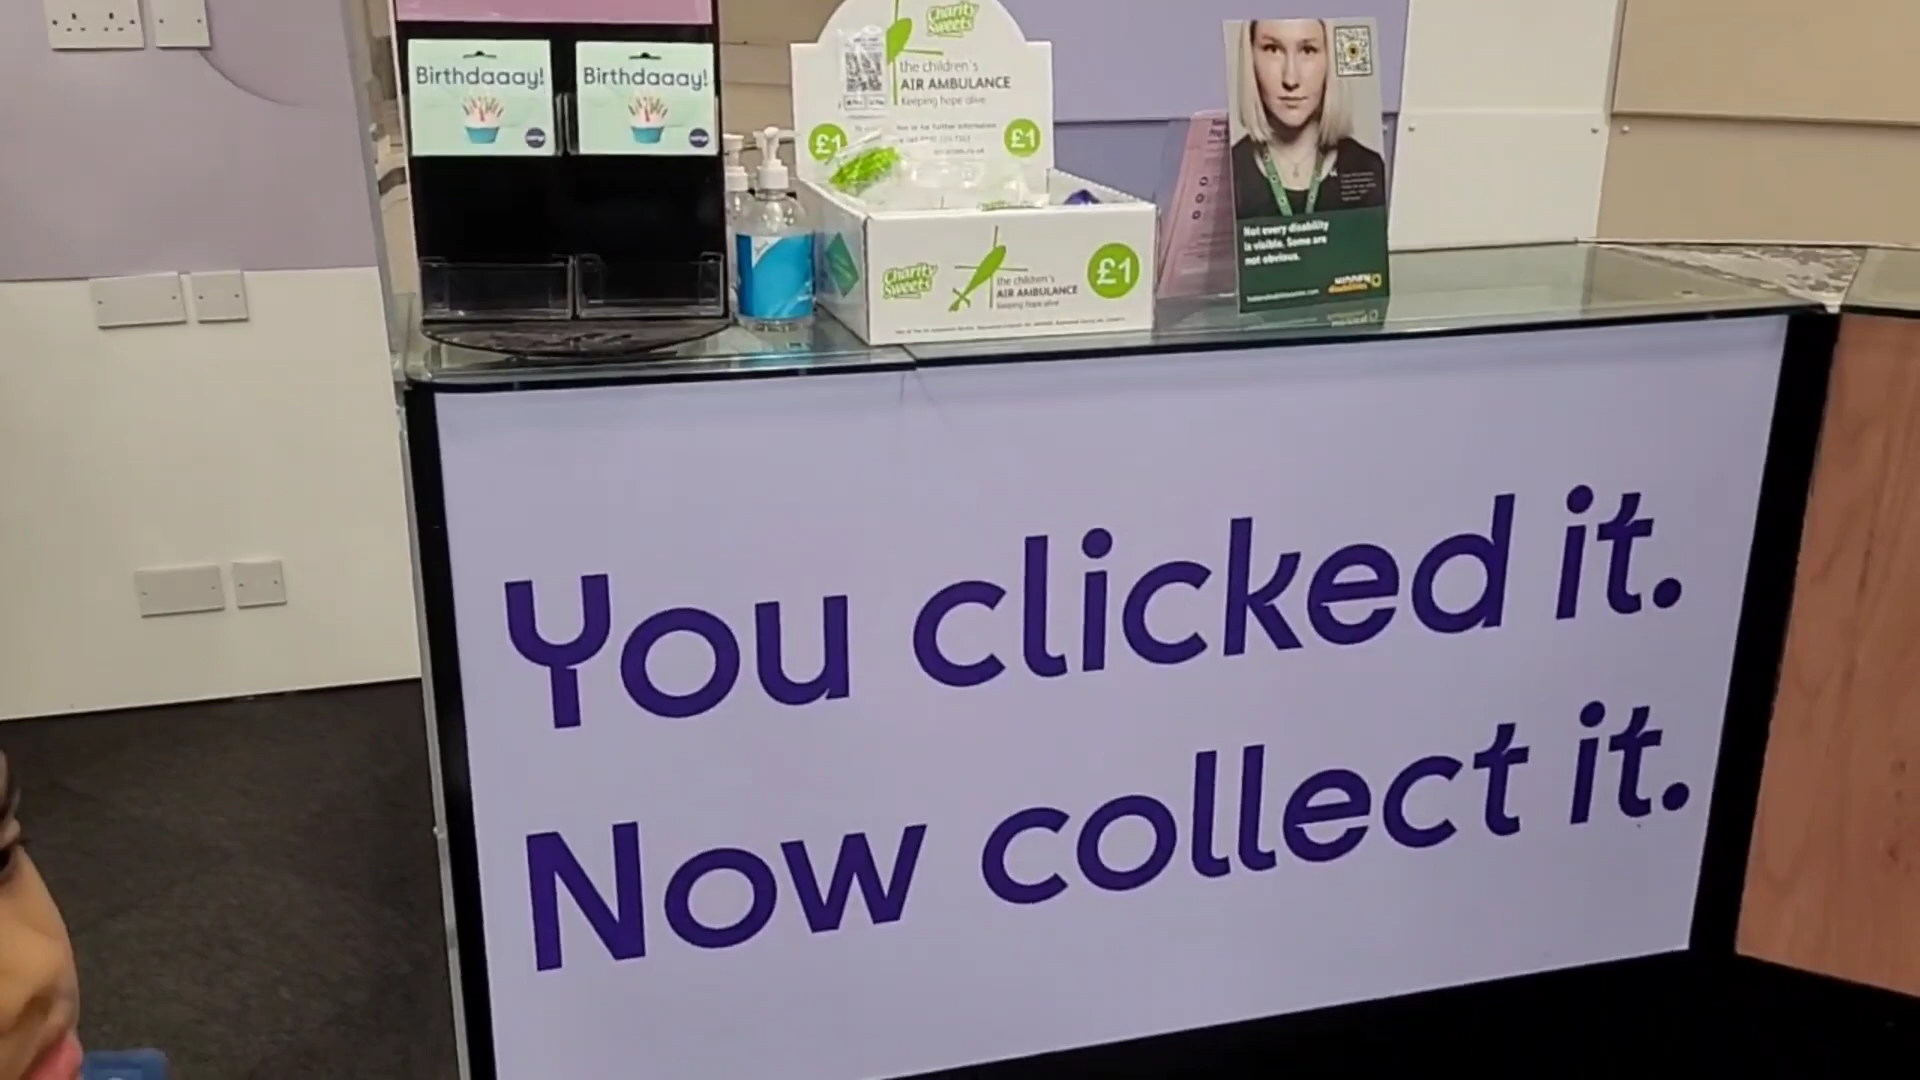 Birthdaaay!
Birthdaaay!
Charity
Sweets
the children's
AIR AMBULANCE
Keeping hope alive
£1
£1
Charity
Sweets
the children's
AIR AMBULANCE
keeping hope alive
£1
Not every disability
is visible. Some are
not obvious.
You clicked it.
Now collect it.